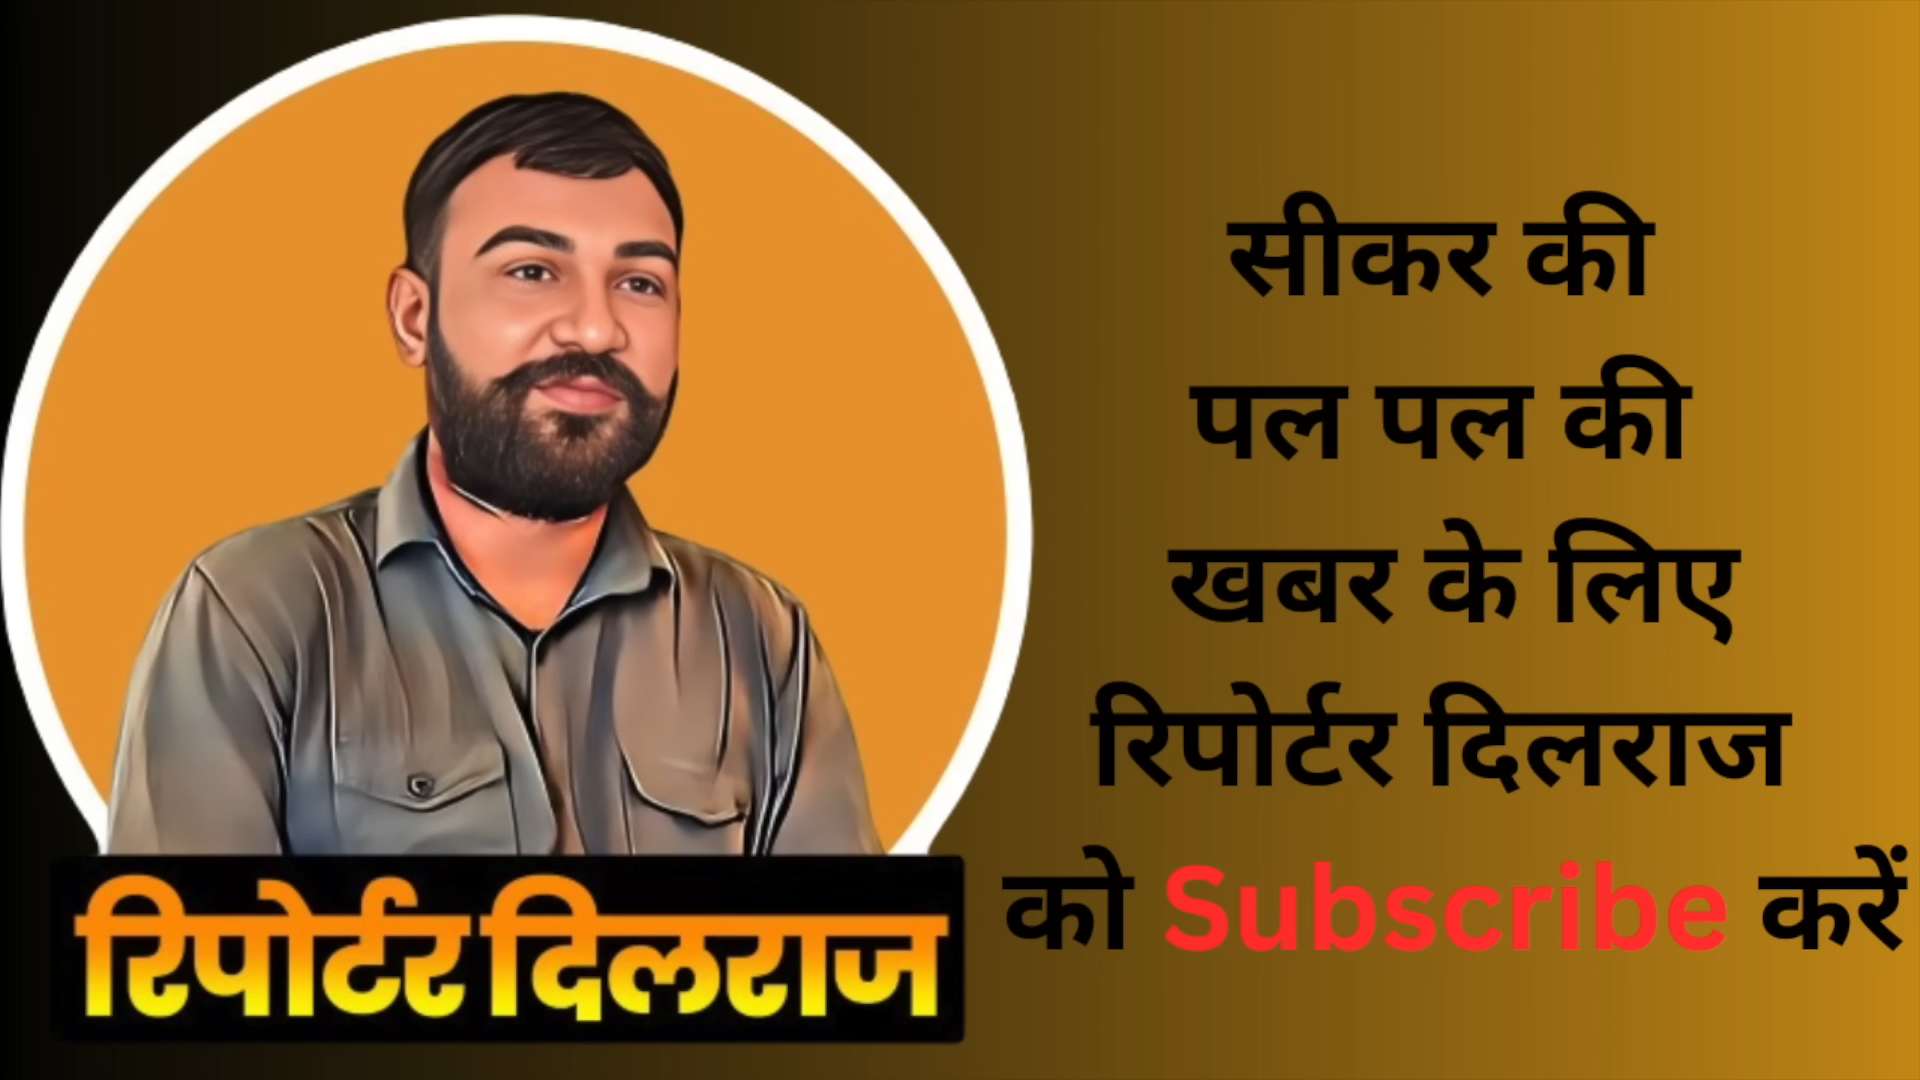 सीकर की
पल पल की
खबर के लिए
रिपोर्टर दिलराज
को Subscribe करें
रिपोर्टर दिलराज